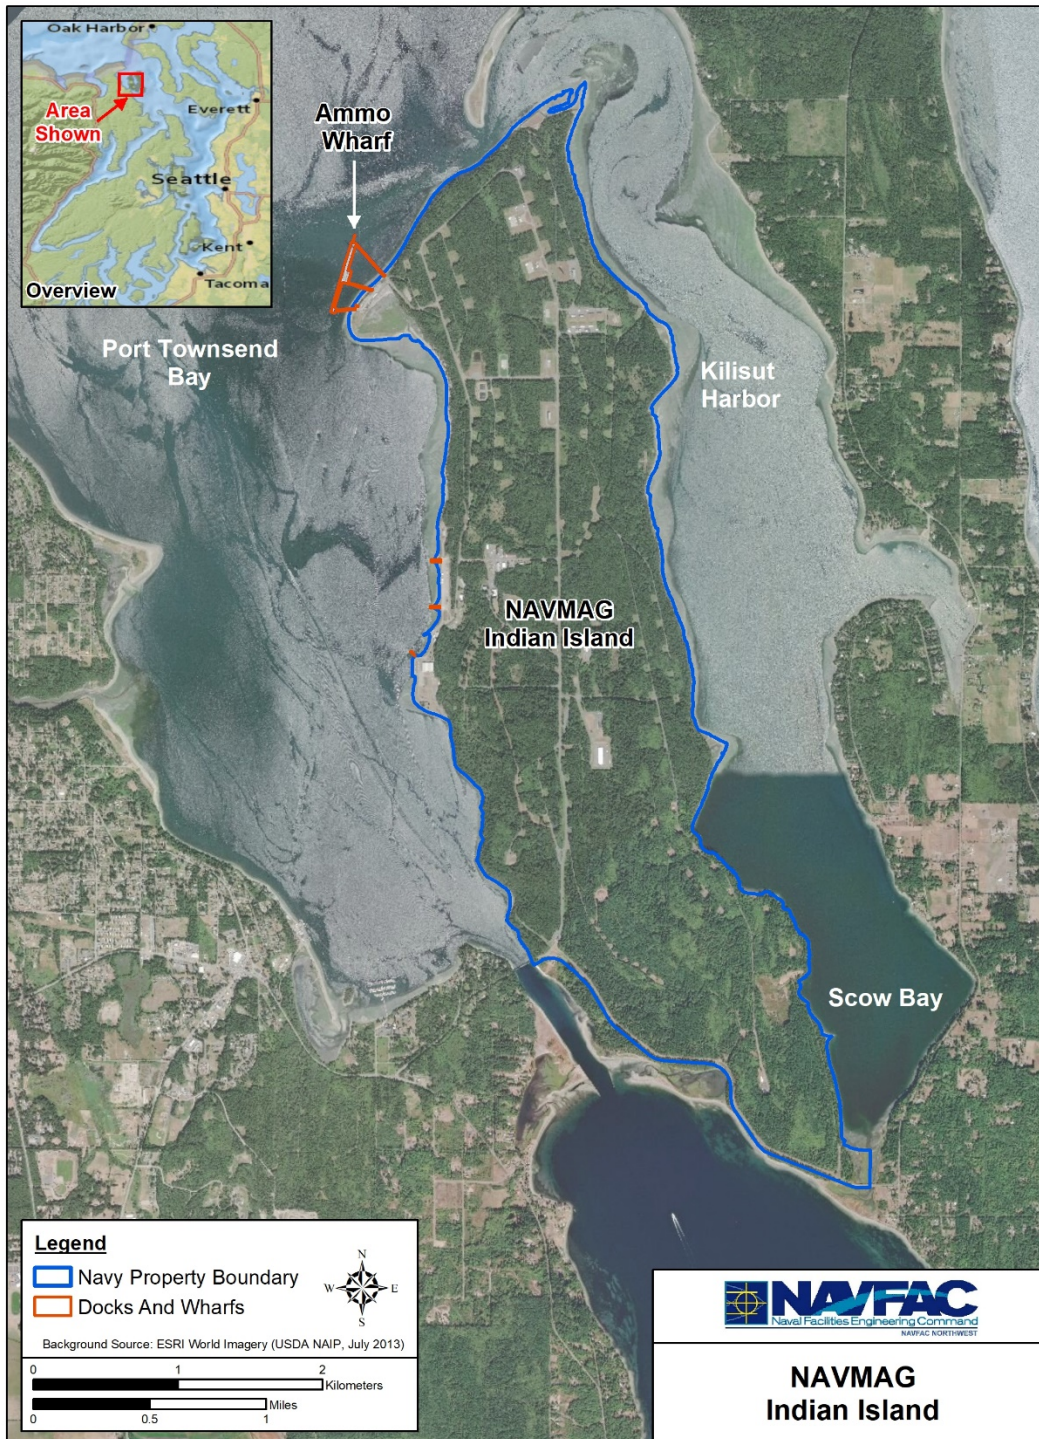 Oak Harbor
Area
Shown
Everett
Seattle
Kent
Tacoma
Overview
Ammo
Wharf
Port Townsend
Bay
Kilisut
Harbor
NAVMAG
Indian Island
Scow Bay
Legend
Navy Property Boundary
Docks And Wharfs
N
W E
S
Background Source: ESRI World Imagery (USDA NAIP, July 2013)
0 1 2
Kilometers
Miles
0 0.5 1
NAVFAC
Naval Facilities Engineering Command
NAVFAC NORTHWEST
NAVMAG
Indian Island